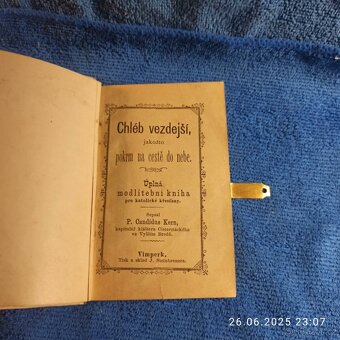 Chléb vezdejší,
jakožto
pokrm na cestě do nebe.
Úplná
modlitební kniha
pro katolické křesťany.
Sepsal
P. Candidus Kern,
kapitulář kláštera Cisterciáckého
ve Vyšším Brodě.
Vimperk.
Tisk a sklad J. Steinbrenera.
26.06.2025 23:07